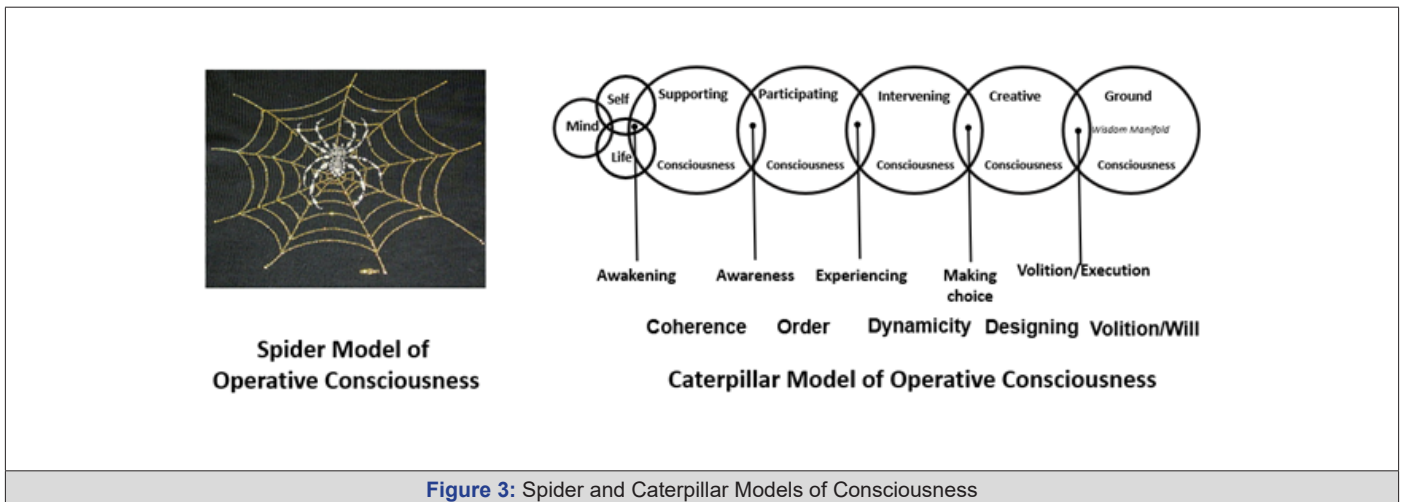 Self
Supporting
Participating
Intervening
Creative
Ground
Mind
Wisdom Manifold
Life
Consciousness
Consciousness
Consciousness
Consciousness
Consciousness
Awakening
Awareness
Experiencing
Making
choice
Volition/Execution
Coherence
Order
Dynamicity
Designing
Volition/Will
Spider Model of
Operative Consciousness
Caterpillar Model of Operative Consciousness
Figure 3: Spider and Caterpillar Models of Consciousness